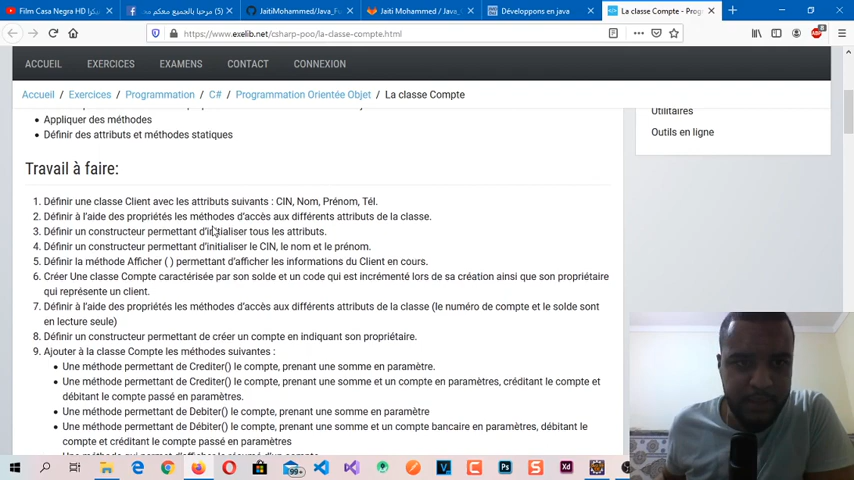 Film Casa Negra HD
(5) مرحبا بالجميع معكم
JaitiMohammed/Java_Fu
Jaiti Mohammed / Java_
Développons en java
La classe Compte - Prog
https://www.exelib.net/csharp-poo/la-classe-compte.html
ACCUEIL
EXERCICES
EXAMENS
CONTACT
CONNEXION
Accueil / Exercices / Programmation / C# / Programmation Orientée Objet / La classe Compte
Utilitaires
Appliquer des méthodes
Outils en ligne
Définir des attributs et méthodes statiques
Travail à faire:
1. Définir une classe Client avec les attributs suivants : CIN, Nom, Prénom, Tél.
2. Définir à l'aide des propriétés les méthodes d'accès aux différents attributs de la classe.
3. Définir un constructeur permettant d'initialiser tous les attributs.
4. Définir un constructeur permettant d'initialiser le CIN, le nom et le prénom.
5. Définir la méthode Afficher ( ) permettant d'afficher les informations du Client en cours.
6. Créer Une classe Compte caractérisée par son solde et un code qui est incrémenté lors de sa création ainsi que son propriétaire
qui représente un client.
7. Définir à l'aide des propriétés les méthodes d'accès aux différents attributs de la classe (le numéro de compte et le solde sont
en lecture seule)
8. Définir un constructeur permettant de créer un compte en indiquant son propriétaire.
9. Ajouter à la classe Compte les méthodes suivantes :
Une méthode permettant de Crediter() le compte, prenant une somme en paramètre.
Une méthode permettant de Crediter() le compte, prenant une somme et un compte en paramètres, créditant le compte et
débitant le compte passé en paramètres.
Une méthode permettant de Debiter() le compte, prenant une somme en paramètre
Une méthode permettant de Débiter() le compte, prenant une somme et un compte bancaire en paramètres, débitant le
compte et créditant le compte passé en paramètres
99+